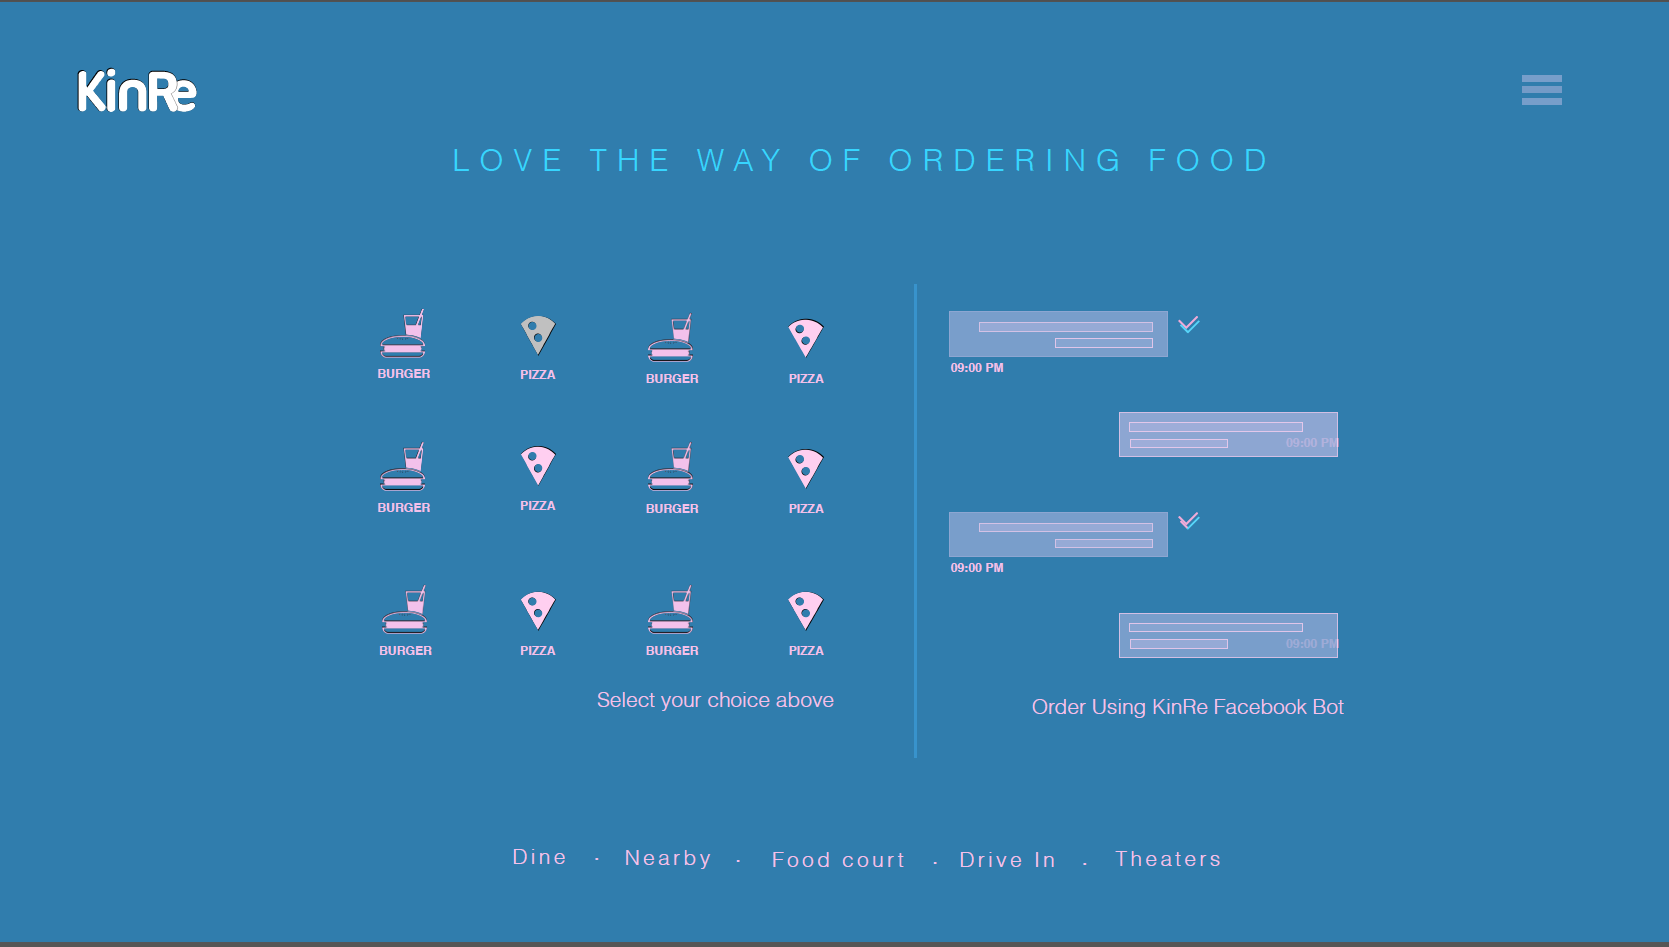 KinRe
LOVE THE WAY OF ORDERING FOOD
BURGER PIZZA BURGER PIZZA
BURGER PIZZA BURGER PIZZA
BURGER PIZZA BURGER PIZZA
Select your choice above
09:00 PM
09:00 PM
09:00 PM
09:00 PM
Order Using KinRe Facebook Bot
Dine . Nearby . Food court . Drive In . Theaters